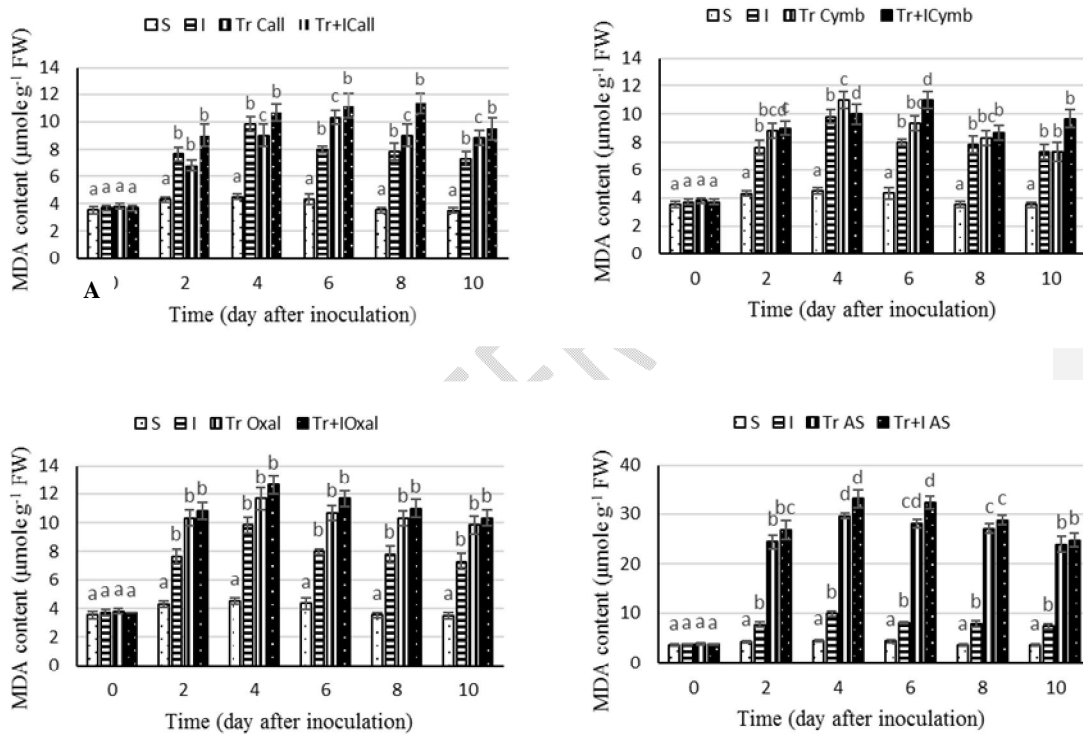 S I Tr Call Tr+ICall
MDA content (µmole g-1 FW)
14
12
10
8
6
4
2
0
a a a a a b b b a b c b a b c b a b c b a b c b
0 2 4 6 8 10
A
Time (day after inoculation)
S I Tr Cymb Tr+ICymb
MDA content (µmole g-1 FW)
14
12
10
8
6
4
2
0
a a a a a b bcd c a b c b a b bc d a b bc b a b b b
0 2 4 6 8 10
Time (day after inoculation)
S I Tr Oxal Tr+IOxal
MDA content (µmole g-1 FW)
14
12
10
8
6
4
2
0
a a a a a b b b a b b b a b b b a b b b a b b b
0 2 4 6 8 10
Time (day after inoculation)
S I Tr AS Tr+I AS
MDA content (µmole g-1 FW)
40
30
20
10
0
a a a a a b b bc a b d d a b cd d a b c c a b b b
0 2 4 6 8 10
Time (day after inoculation)